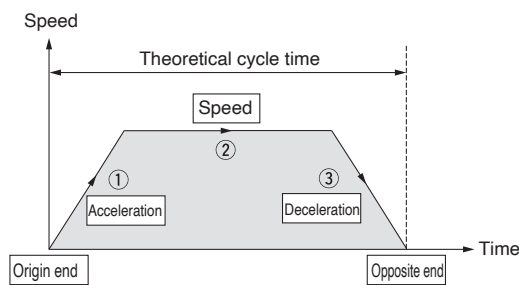 Speed
Theoretical cycle time
Speed
②
① ③
Acceleration Deceleration
Time
Origin end Opposite end